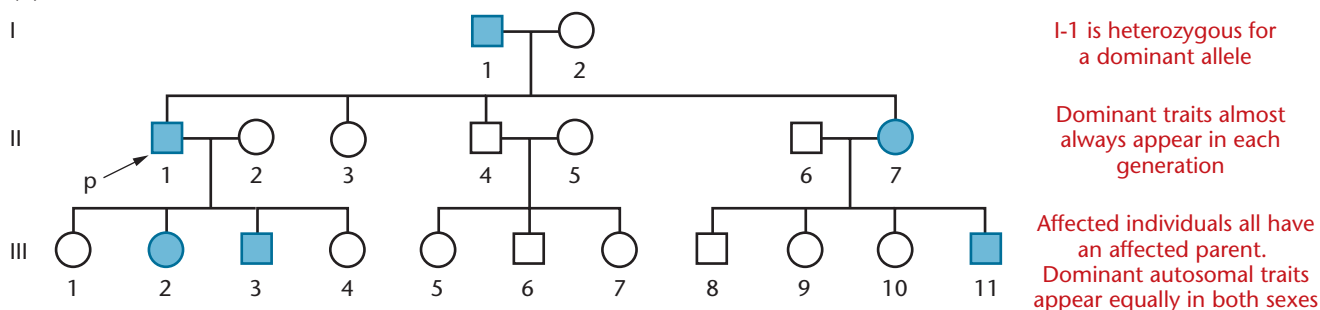 I
1 2
I-1 is heterozygous for
a dominant allele
II
p
1 2 3 4 5 6 7
Dominant traits almost
always appear in each
generation
III
1 2 3 4 5 6 7 8 9 10 11
Affected individuals all have
an affected parent.
Dominant autosomal traits
appear equally in both sexes